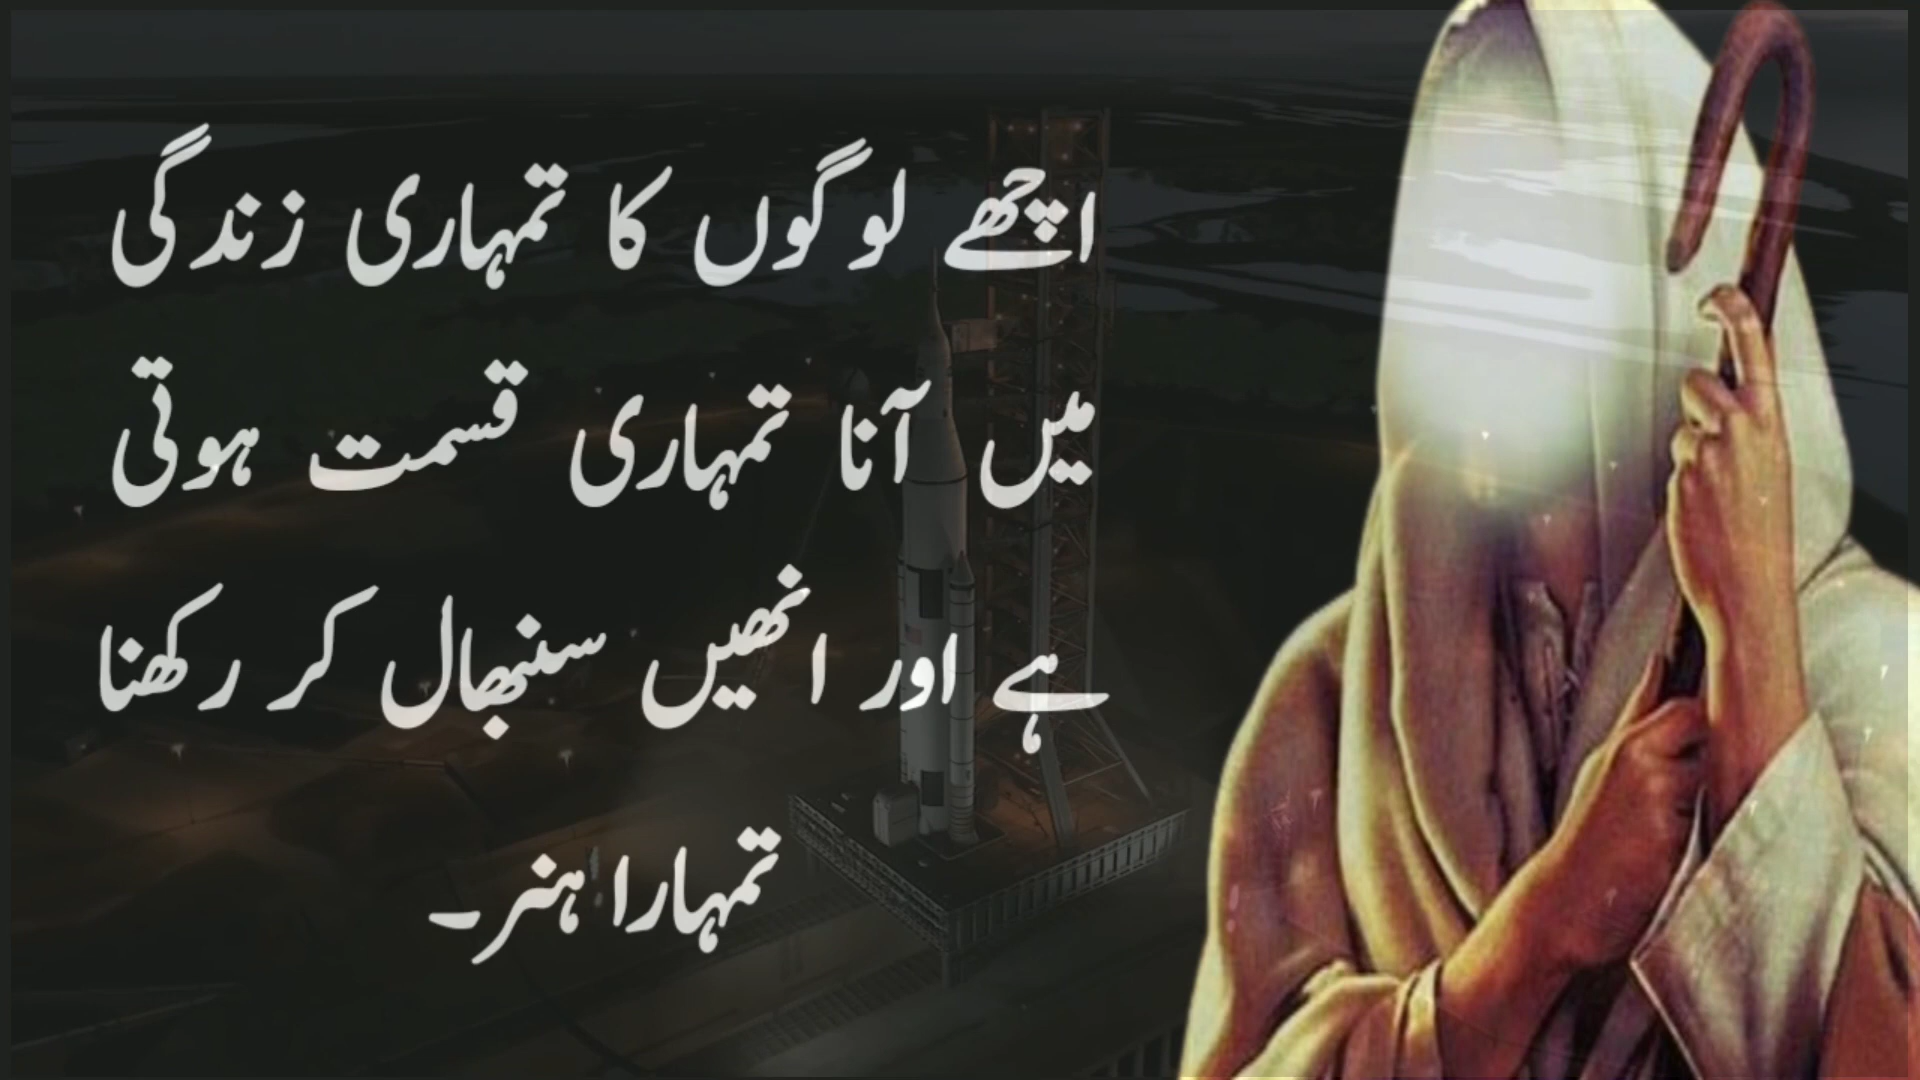 اچھے لوگوں کا تمہاری زندگی
میں آنا تمہاری قسمت ہوتی
ہے اور انھیں سنبھال کر رکھنا
تمہارا ہنر۔